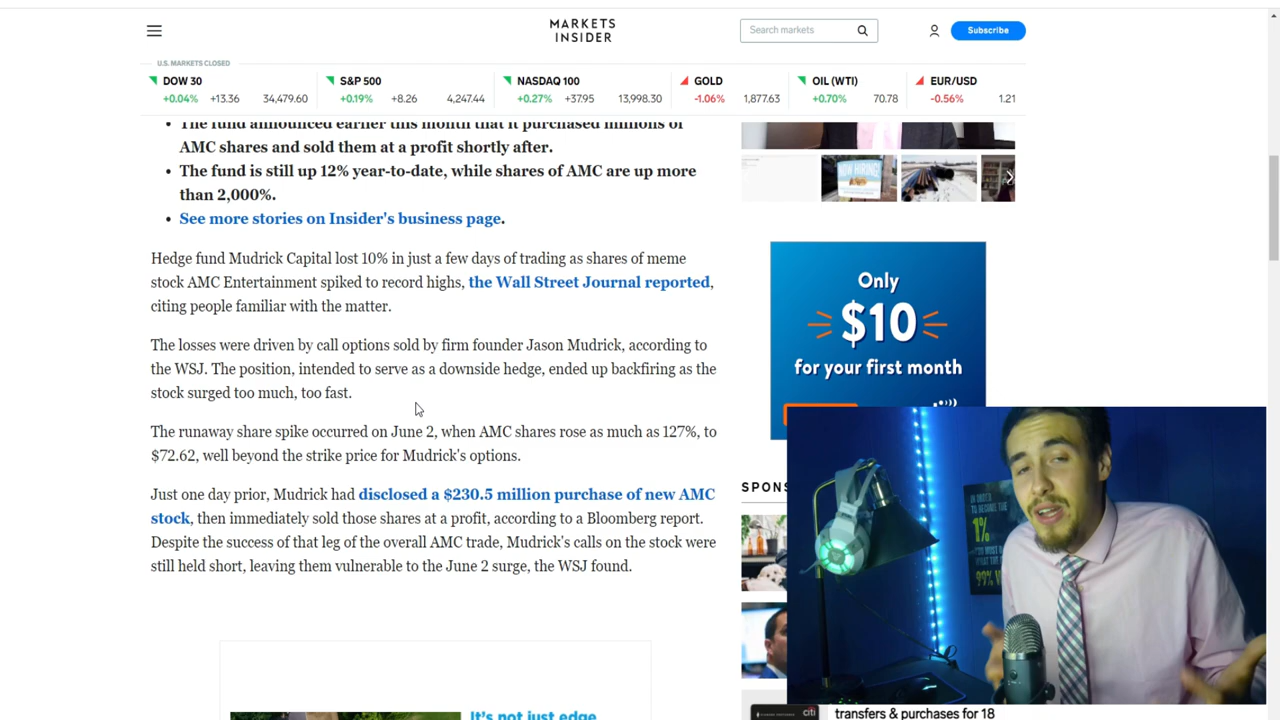 MARKETS
INSIDER
Search markets
Subscribe
U.S. MARKETS CLOSED
DOW 30
+0.04% +13.36 34,479.60
S&P 500
+0.19% +8.26 4,247.44
NASDAQ 100
+0.27% +37.95 13,998.30
GOLD
-1.06% 1,877.63
OIL (WTI)
+0.70% 70.78
EUR/USD
-0.56% 1.21
• The fund announced earlier this month that it purchased millions of
AMC shares and sold them at a profit shortly after.
• The fund is still up 12% year-to-date, while shares of AMC are up more
than 2,000%.
• See more stories on Insider's business page.
Hedge fund Mudrick Capital lost 10% in just a few days of trading as shares of meme
stock AMC Entertainment spiked to record highs, the Wall Street Journal reported,
citing people familiar with the matter.
The losses were driven by call options sold by firm founder Jason Mudrick, according to
the WSJ. The position, intended to serve as a downside hedge, ended up backfiring as the
stock surged too much, too fast.
The runaway share spike occurred on June 2, when AMC shares rose as much as 127%, to
$72.62, well beyond the strike price for Mudrick's options.
Just one day prior, Mudrick had disclosed a $230.5 million purchase of new AMC
stock, then immediately sold those shares at a profit, according to a Bloomberg report.
Despite the success of that leg of the overall AMC trade, Mudrick's calls on the stock were
still held short, leaving them vulnerable to the June 2 surge, the WSJ found.
It's not just edge
NOW HIRING!
Only
$10
for your first month
SPONS
IN ORDER
TO BECOME THE
1%
99%
citi
transfers & purchases for 18